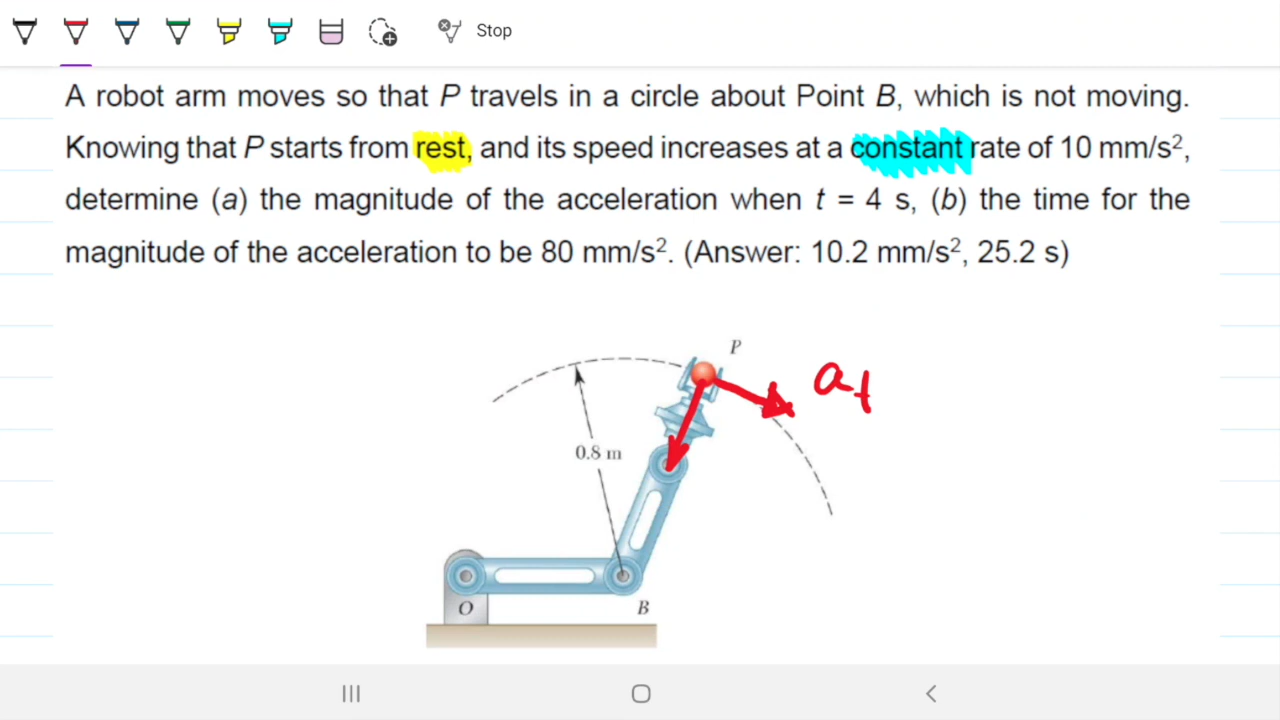 Stop
A robot arm moves so that P travels in a circle about Point B, which is not moving.
Knowing that P starts from rest, and its speed increases at a constant rate of 10 mm/s²,
determine (a) the magnitude of the acceleration when t = 4 s, (b) the time for the
magnitude of the acceleration to be 80 mm/s². (Answer: 10.2 mm/s², 25.2 s)
P
a_t
0.8 m
O
B